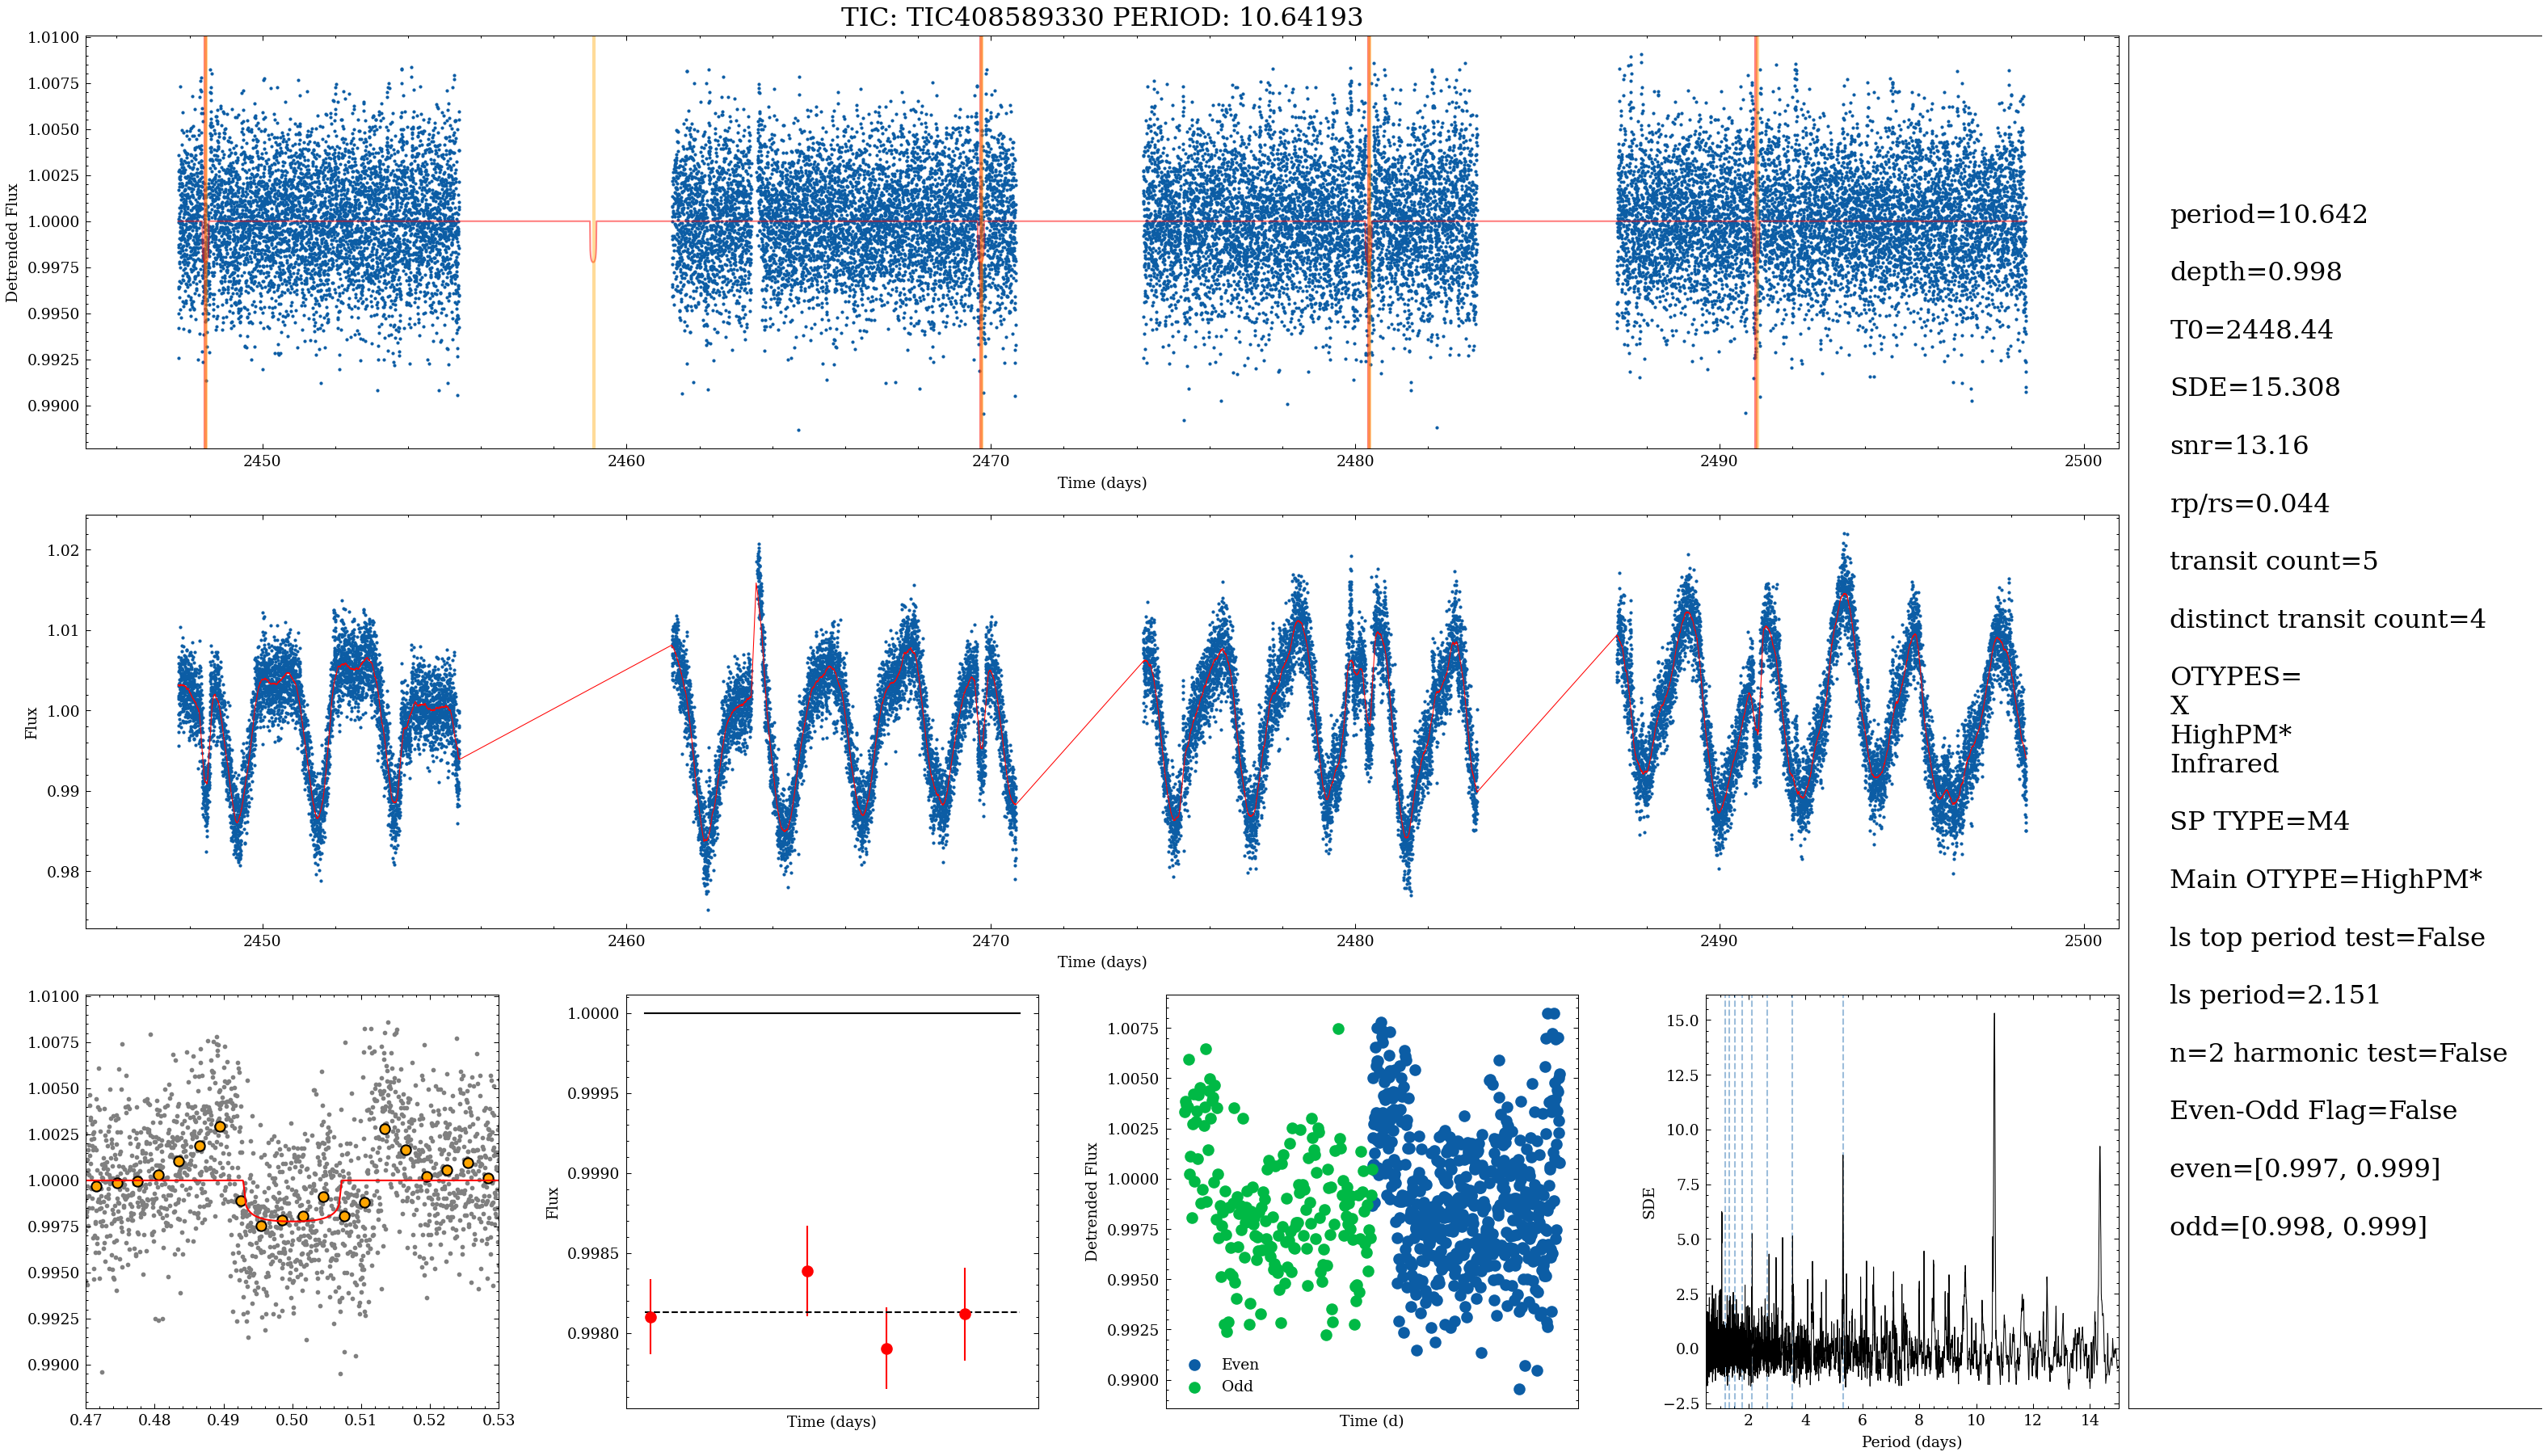 TIC: TIC408589330 PERIOD: 10.64193
1.0100
1.0075
1.0050
1.0025
1.0000
0.9975
0.9950
0.9925
0.9900
Detrended Flux
2450 2460 2470 2480 2490 2500
Time (days)
1.02
1.01
1.00
0.99
0.98
Flux
2450 2460 2470 2480 2490 2500
Time (days)
1.0100
1.0075
1.0050
1.0025
1.0000
0.9975
0.9950
0.9925
0.9900
0.47 0.48 0.49 0.50 0.51 0.52 0.53
1.0000
0.9995
0.9990
0.9985
0.9980
Flux
Time (days)
1.0075
1.0050
1.0025
1.0000
0.9975
0.9950
0.9925
0.9900
Detrended Flux
Even
Odd
Time (d)
15.0
12.5
10.0
7.5
5.0
2.5
0.0
−2.5
SDE
2 4 6 8 10 12 14
Period (days)
period=10.642
depth=0.998
T0=2448.44
SDE=15.308
snr=13.16
rp/rs=0.044
transit count=5
distinct transit count=4
OTYPES=
X
HighPM*
Infrared
SP TYPE=M4
Main OTYPE=HighPM*
ls top period test=False
ls period=2.151
n=2 harmonic test=False
Even-Odd Flag=False
even=[0.997, 0.999]
odd=[0.998, 0.999]